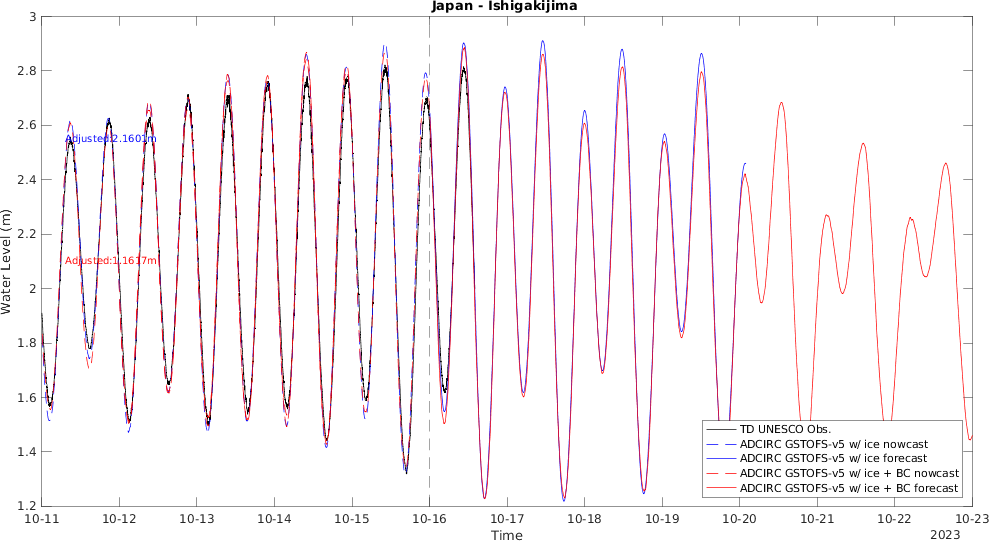 Japan - Ishigakijima
3
2.8
2.6
2.4
2.2
2
1.8
1.6
1.4
1.2
Water Level (m)
Adjusted:2.1601m
Adjusted:1.1617m
TD UNESCO Obs.
ADCIRC GSTOFS-v5 w/ ice nowcast
ADCIRC GSTOFS-v5 w/ ice forecast
ADCIRC GSTOFS-v5 w/ ice + BC nowcast
ADCIRC GSTOFS-v5 w/ ice + BC forecast
10-11 10-12 10-13 10-14 10-15 10-16 10-17 10-18 10-19 10-20 10-21 10-22 10-23
Time
2023